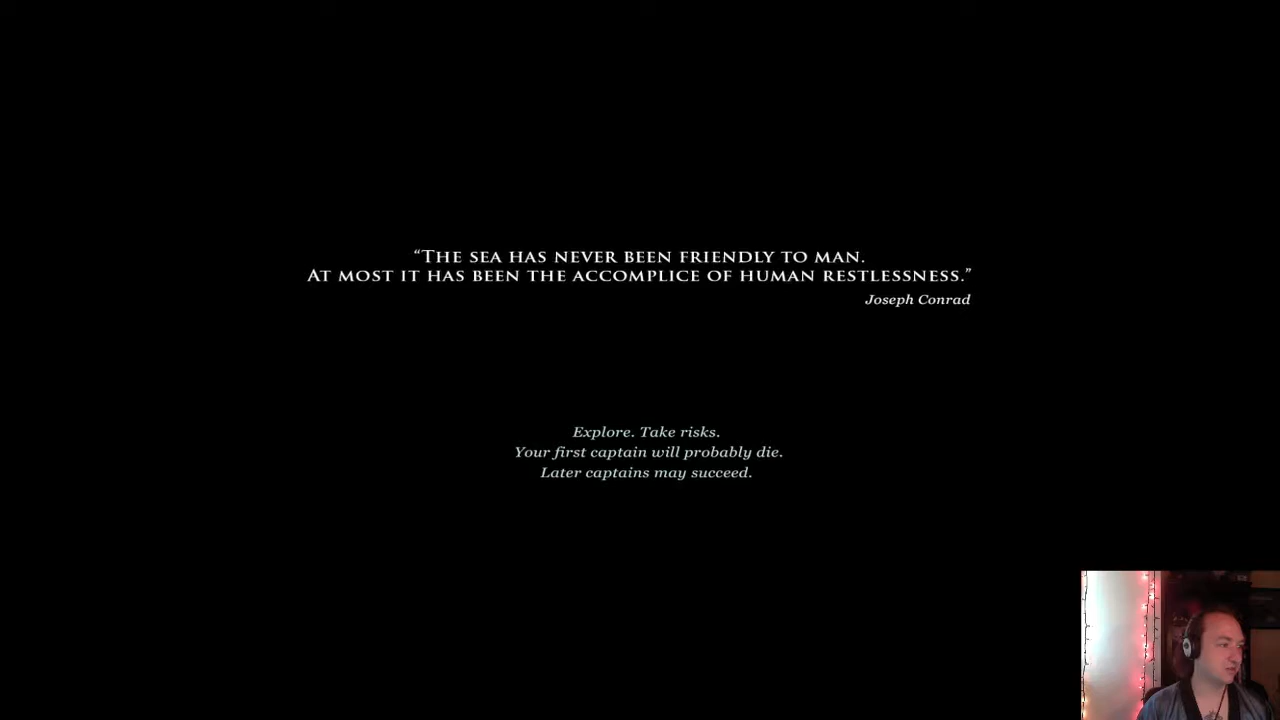 “THE SEA HAS NEVER BEEN FRIENDLY TO MAN.
AT MOST IT HAS BEEN THE ACCOMPLICE OF HUMAN RESTLESSNESS.”
Joseph Conrad
Explore. Take risks.
Your first captain will probably die.
Later captains may succeed.